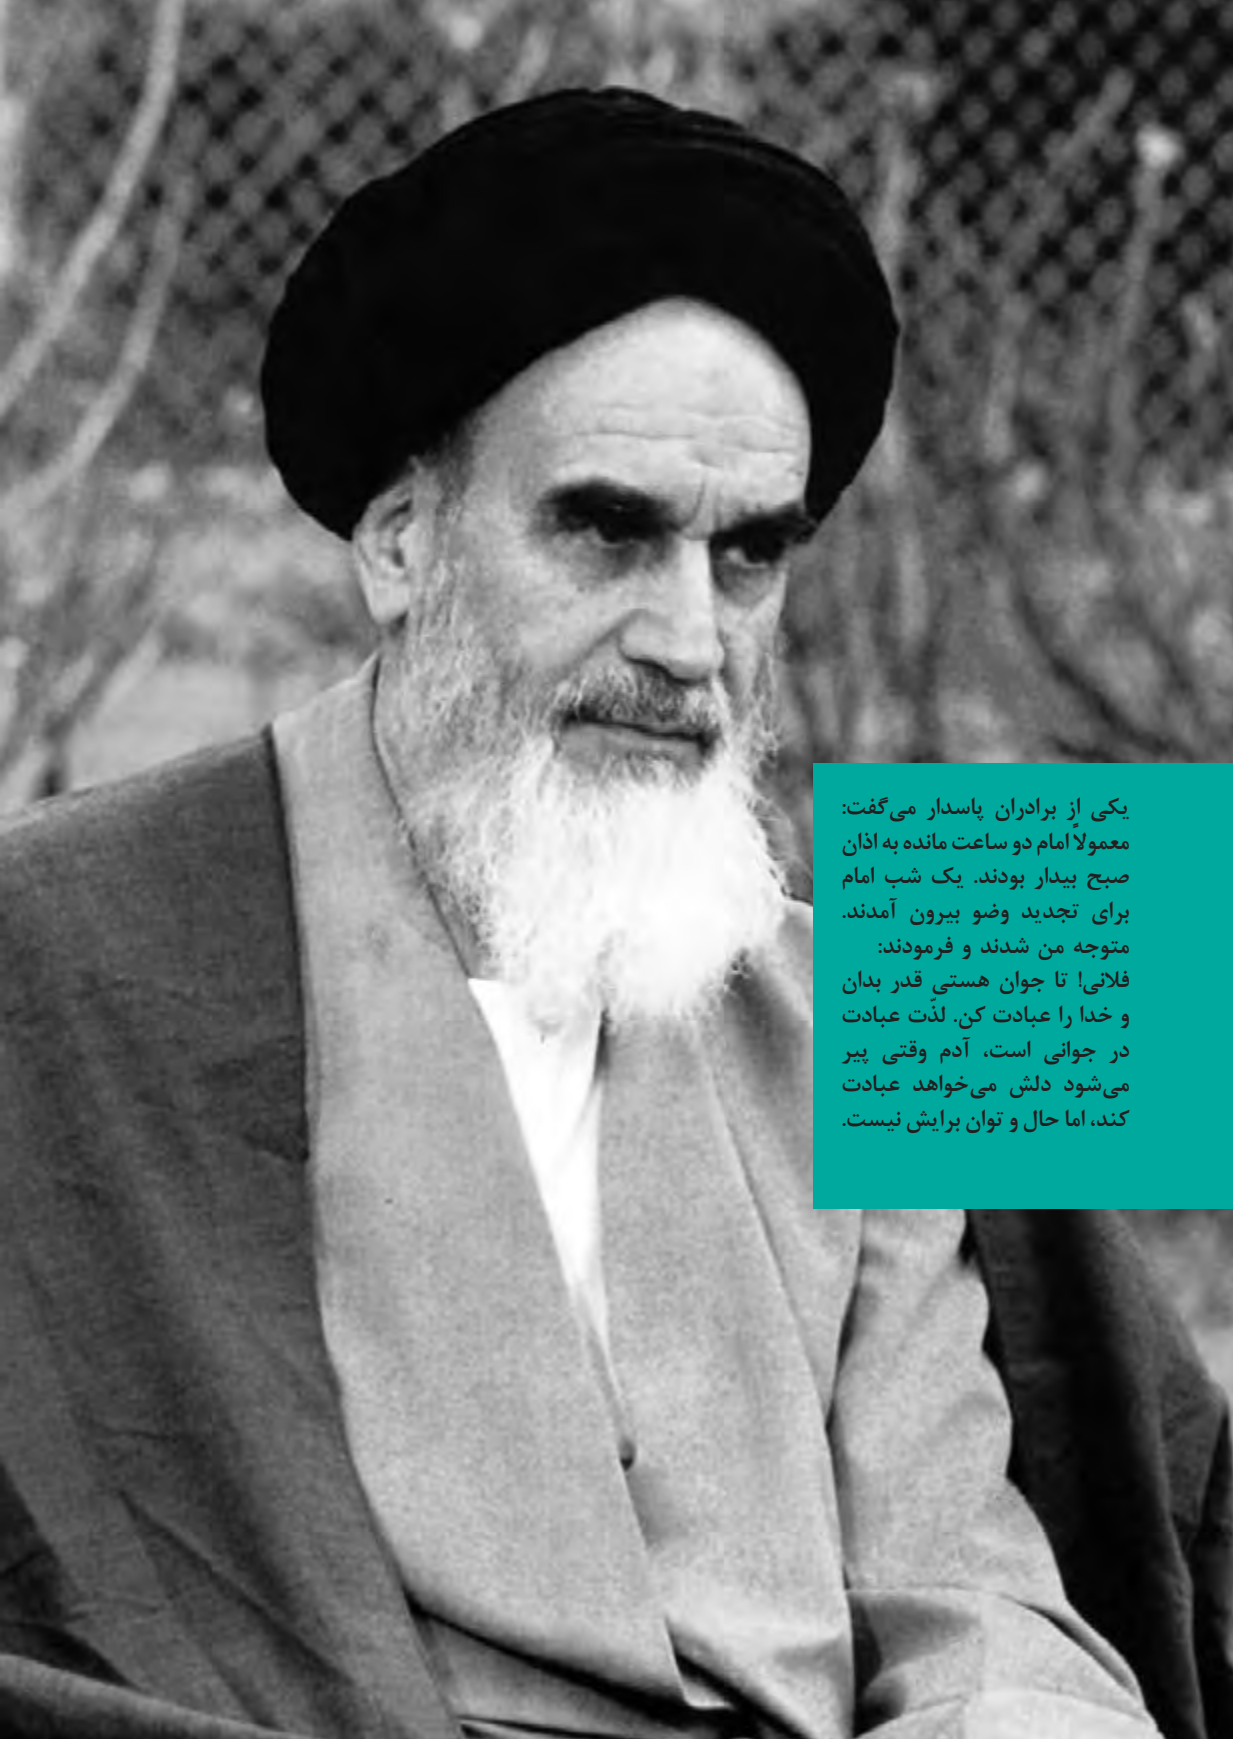 یکی از برادران پاسدار می‌گفت:
معمولاً امام دو ساعت مانده به اذان
صبح بیدار بودند. یک شب امام
برای تجدید وضو بیرون آمدند.
متوجه من شدند و فرمودند:
فلانی! تا جوان هستی قدر بدان
و خدا را عبادت کن. لذّت عبادت
در جوانی است، آدم وقتی پیر
می‌شود دلش می‌خواهد عبادت
کند، اما حال و توان برایش نیست.